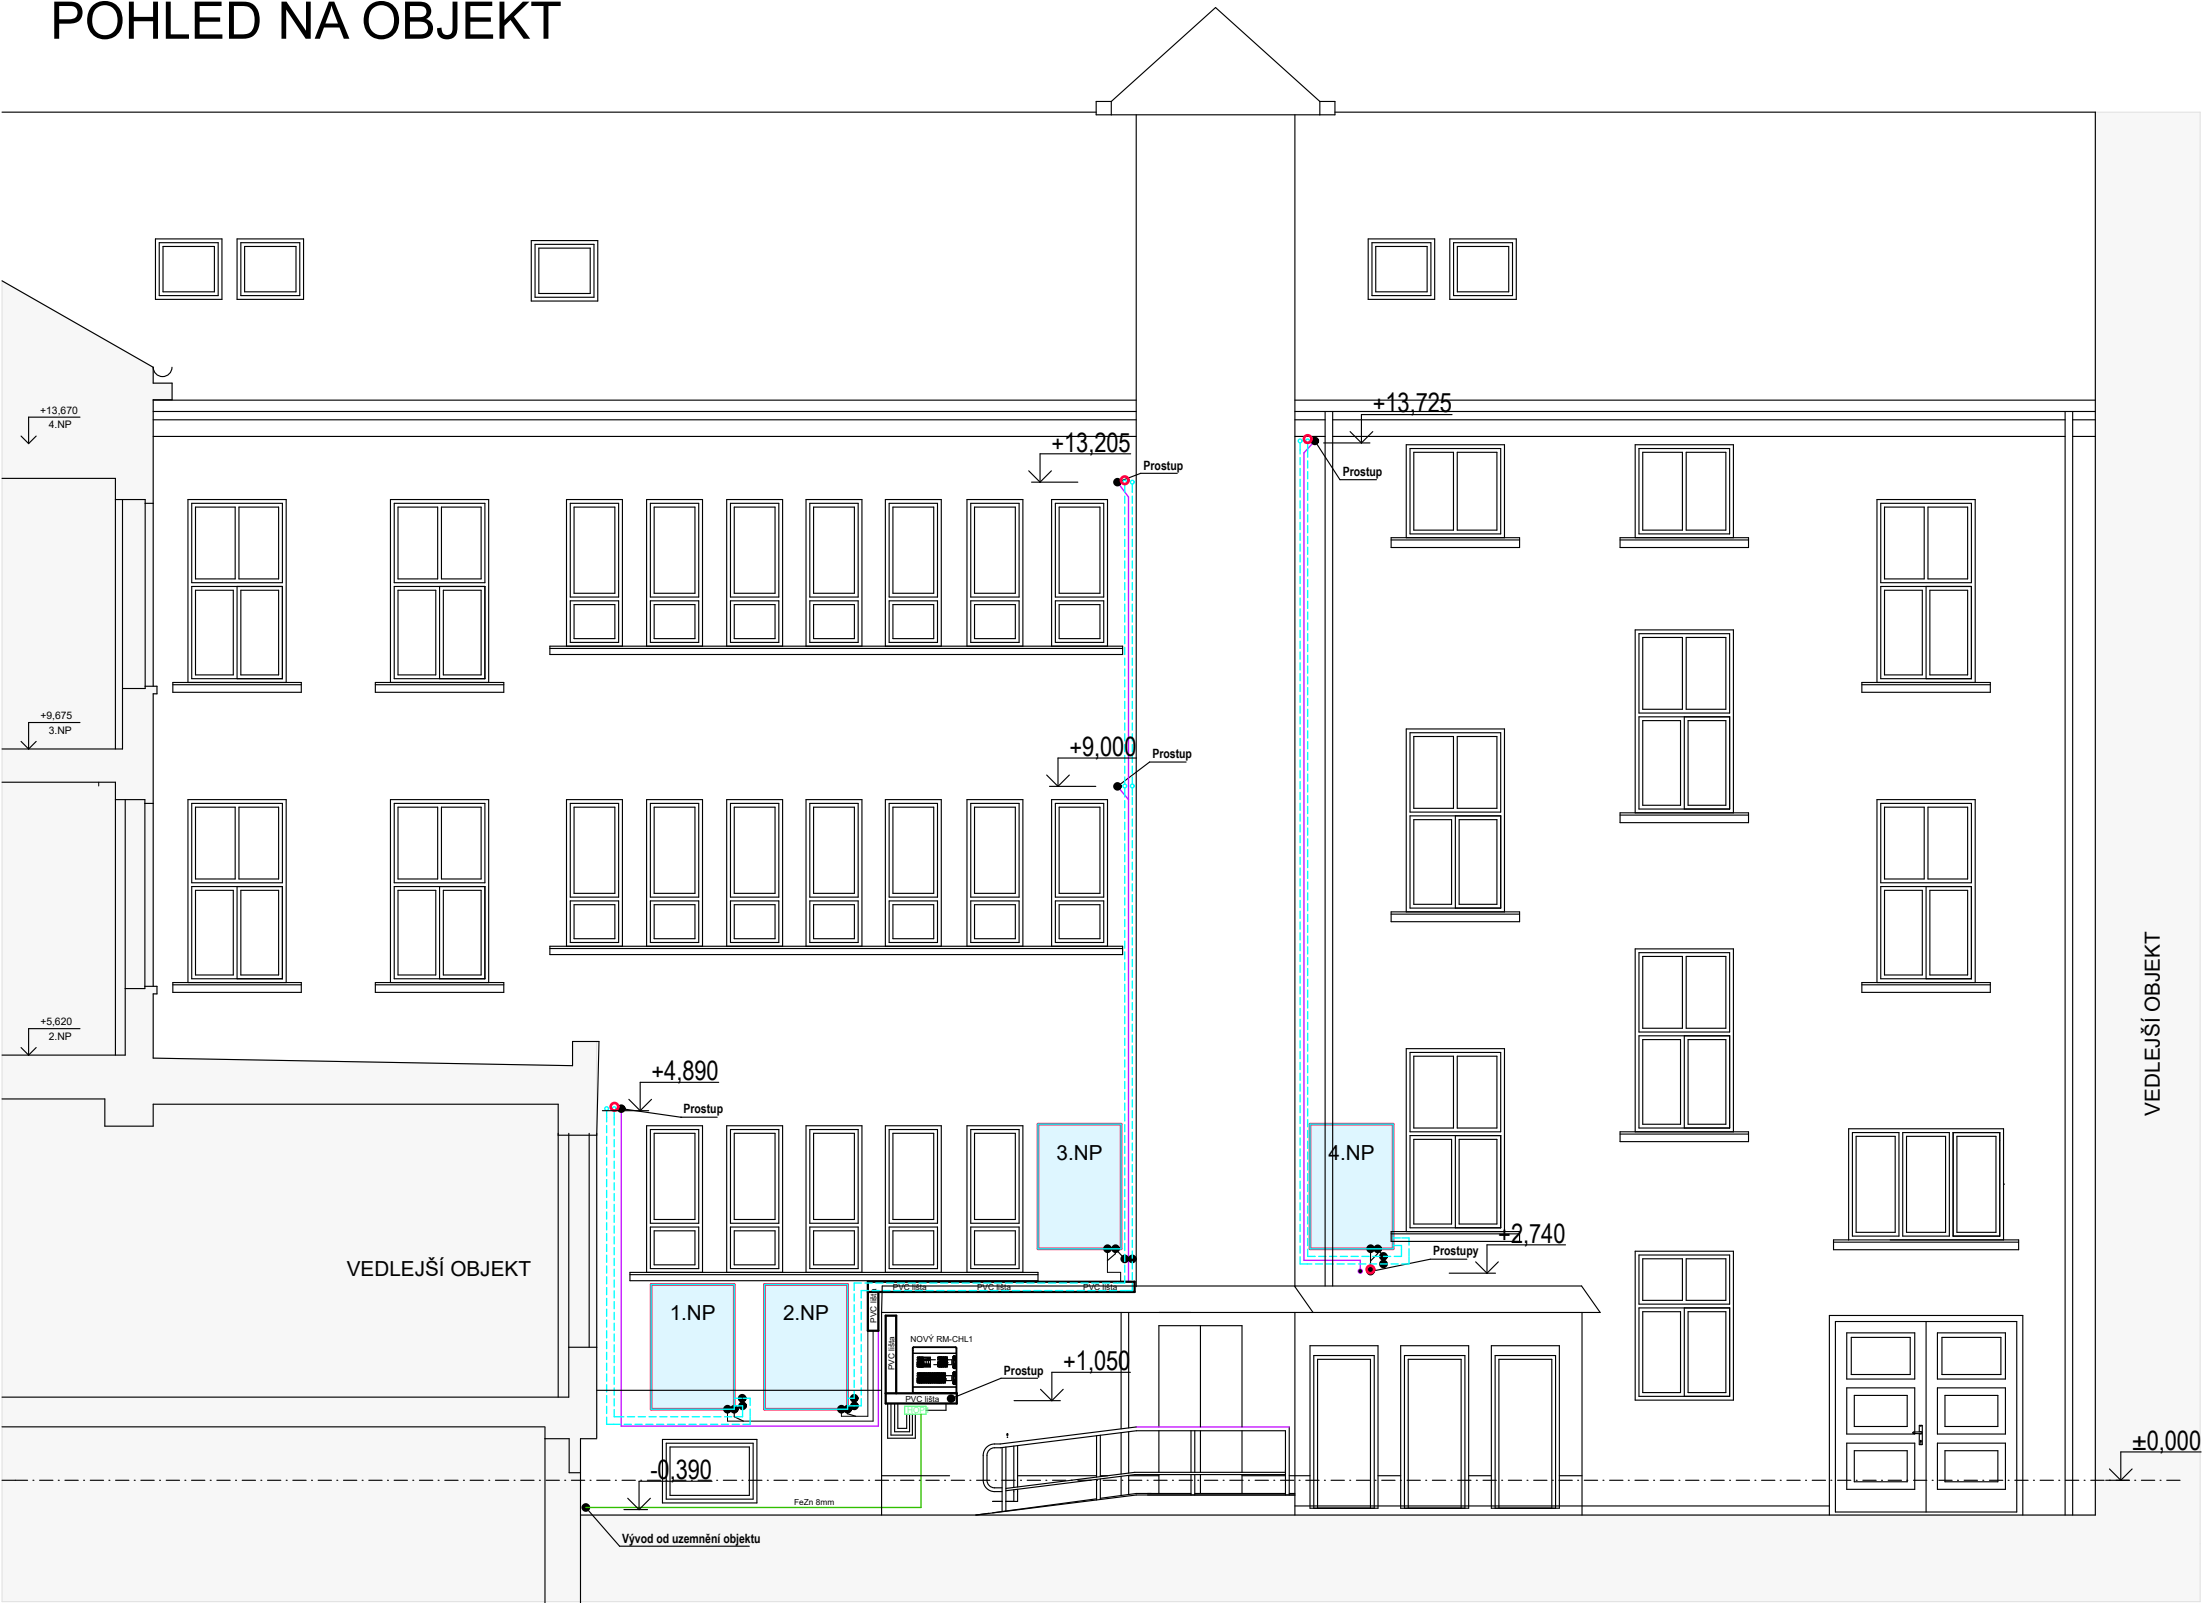 POHLED NA OBJEKT
+13,670
4.NP
+13,725
+13,205
Prostup
Prostup
+9,675
3.NP
+9,000
Prostup
+5,620
2.NP
VEDLEJŠÍ OBJEKT
+4,890
Prostup
3.NP
4.NP
+2,740
Prostupy
VEDLEJŠÍ OBJEKT
PVC lišta
PVC lišta
PVC lišta
1.NP
2.NP
PVC lišta
PVC lišta
NOVÝ RM-CHL1
Prostup
+1,050
PVC lišta
±0,000
-0,390
FeZn 8mm
Vývod od uzemnění objektu